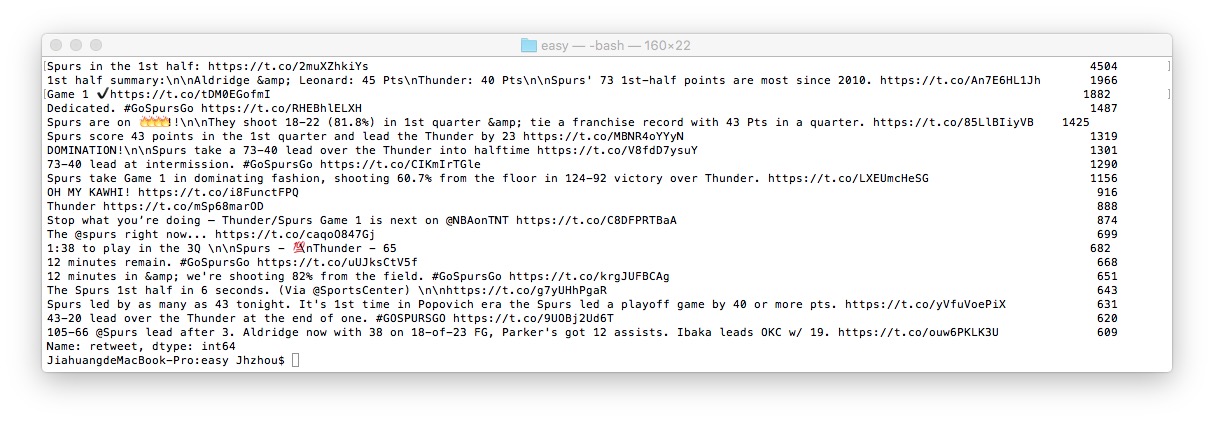 easy — -bash — 160×22
Spurs in the 1st half: https://t.co/2muXZhkiYs 4504
1st half summary:\n\n\nAldridge &amp; Leonard: 45 Pts\nThunder: 40 Pts\n\n\nSpurs' 73 1st-half points are most since 2010. https://t.co/An7E6HL1Jh 1966
Game 1 ✔️https://t.co/tDM0EGofmI 1882
Dedicated. #GoSpursGo https://t.co/RHEBhlELXH 1487
Spurs are on 🔥🔥🔥🔥!!\n\n\nThey shoot 18-22 (81.8%) in 1st quarter &amp; tie a franchise record with 43 Pts in a quarter. https://t.co/85LlBIiyVB 1425
Spurs score 43 points in the 1st quarter and lead the Thunder by 23 https://t.co/MBNR4oYYyN 1319
DOMINATION!\n\n\nSpurs take a 73-40 lead over the Thunder into halftime https://t.co/V8fdD7ysuY 1301
73-40 lead at intermission. #GoSpursGo https://t.co/CIKmIrTGle 1290
Spurs take Game 1 in dominating fashion, shooting 60.7% from the floor in 124-92 victory over Thunder. https://t.co/LXEUmcHeSG 1156
OH MY KAWHI! https://t.co/i8FunctFPQ 916
Thunder https://t.co/mSp68marOD 888
Stop what you're doing — Thunder/Spurs Game 1 is next on @NBAonTNT https://t.co/C8DFPRTBaA 874
The @spurs right now... https://t.co/caqoO847Gj 699
1:38 to play in the 3Q \n\n\nSpurs - 💯\nThunder - 65 682
12 minutes remain. #GoSpursGo https://t.co/uUJksCtV5f 668
12 minutes in &amp; we're shooting 82% from the field. #GoSpursGo https://t.co/krgJUFBCAg 651
The Spurs 1st half in 6 seconds. (Via @SportsCenter) \n\n\nhttps://t.co/g7yUHhPgaR 643
Spurs led by as many as 43 tonight. It's 1st time in Popovich era the Spurs led a playoff game by 40 or more pts. https://t.co/yVfuVoePiX 631
43-20 lead over the Thunder at the end of one. #GOSPURSGO https://t.co/9UOBj2Ud6T 620
105-66 @Spurs lead after 3. Aldridge now with 38 on 18-of-23 FG, Parker's got 12 assists. Ibaka leads OKC w/ 19. https://t.co/ouw6PKLK3U 609
Name: retweet, dtype: int64
JiahuangdeMacBook-Pro:easy Jhzhou$